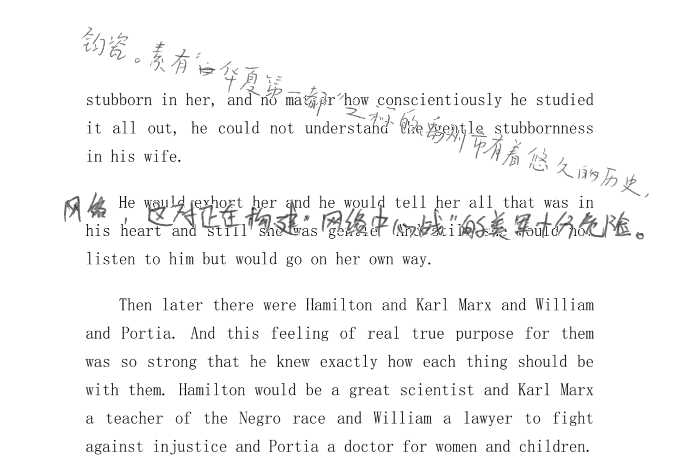 钧瓷。素有“华夏第一都”之称的禹州市有着悠久的历史，
stubborn in her, and no matter how conscientiously he studied
it all out, he could not understand the gentle stubbornness
in his wife.
He would exhort her and he would tell her all that was in
网络，这对正在构建“网络中心战”的美军十分危险。
his heart and still she was gentle. And still she would not
listen to him but would go on her own way.
Then later there were Hamilton and Karl Marx and William
and Portia. And this feeling of real true purpose for them
was so strong that he knew exactly how each thing should be
with them. Hamilton would be a great scientist and Karl Marx
a teacher of the Negro race and William a lawyer to fight
against injustice and Portia a doctor for women and children.